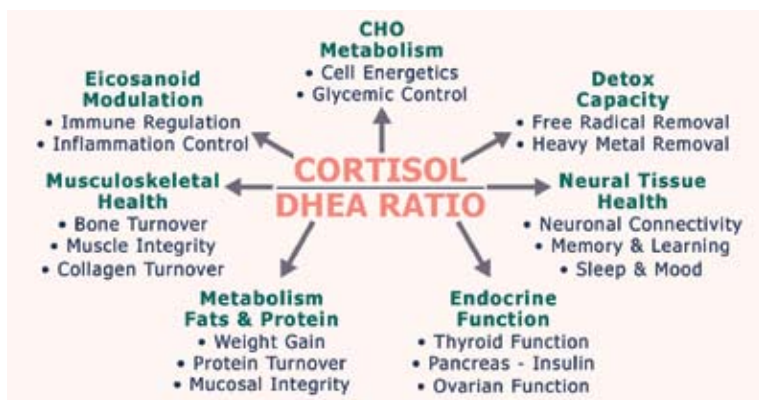 CHO
Metabolism
• Cell Energetics
• Glycemic Control
Eicosanoid
Modulation
• Immune Regulation
• Inflammation Control
Detox
Capacity
• Free Radical Removal
• Heavy Metal Removal
CORTISOL
DHEA RATIO
Musculoskeletal
Health
• Bone Turnover
• Muscle Integrity
• Collagen Turnover
Neural Tissue
Health
• Neuronal Connectivity
• Memory & Learning
• Sleep & Mood
Metabolism
Fats & Protein
• Weight Gain
• Protein Turnover
• Mucosal Integrity
Endocrine
Function
• Thyroid Function
• Pancreas - Insulin
• Ovarian Function